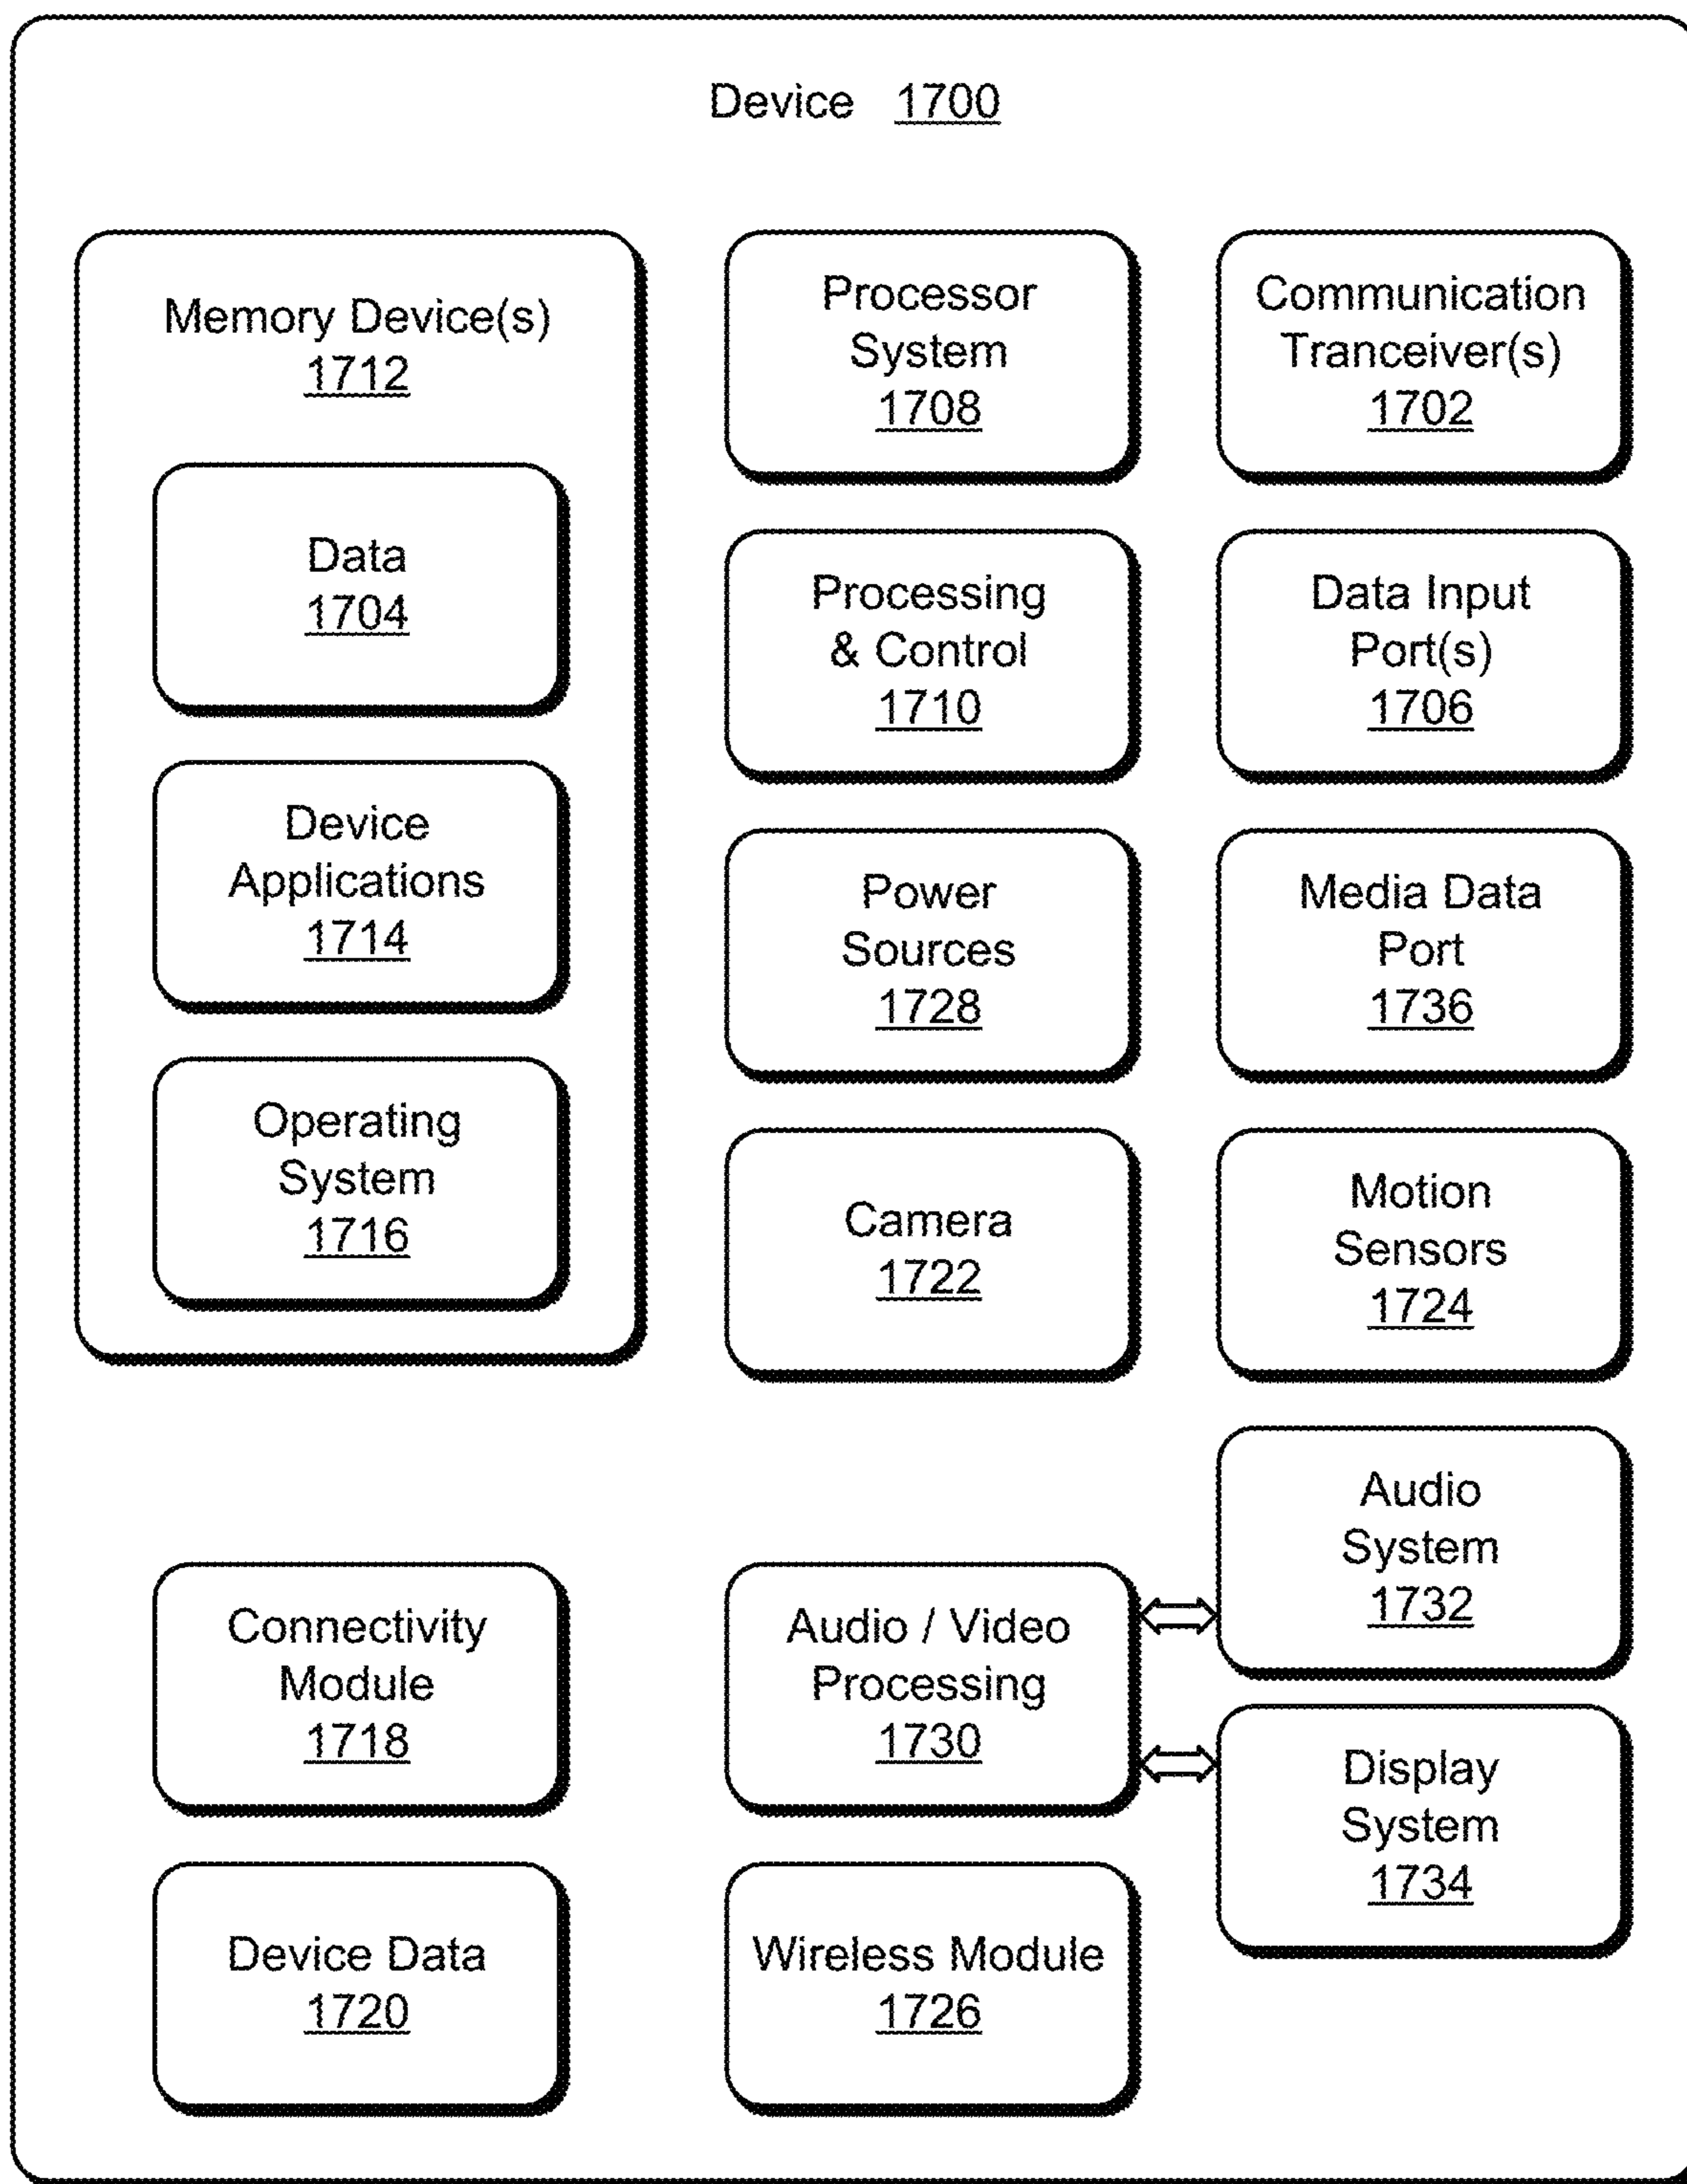 Device 1700
Memory Device(s)
1712
Data
1704
Device
Applications
1714
Operating
System
1716
Processor
System
1708
Communication
Tranceiver(s)
1702
Processing
& Control
1710
Data Input
Port(s)
1706
Power
Sources
1728
Media Data
Port
1736
Camera
1722
Motion
Sensors
1724
Connectivity
Module
1718
Audio / Video
Processing
1730
Audio
System
1732
Display
System
1734
Device Data
1720
Wireless Module
1726